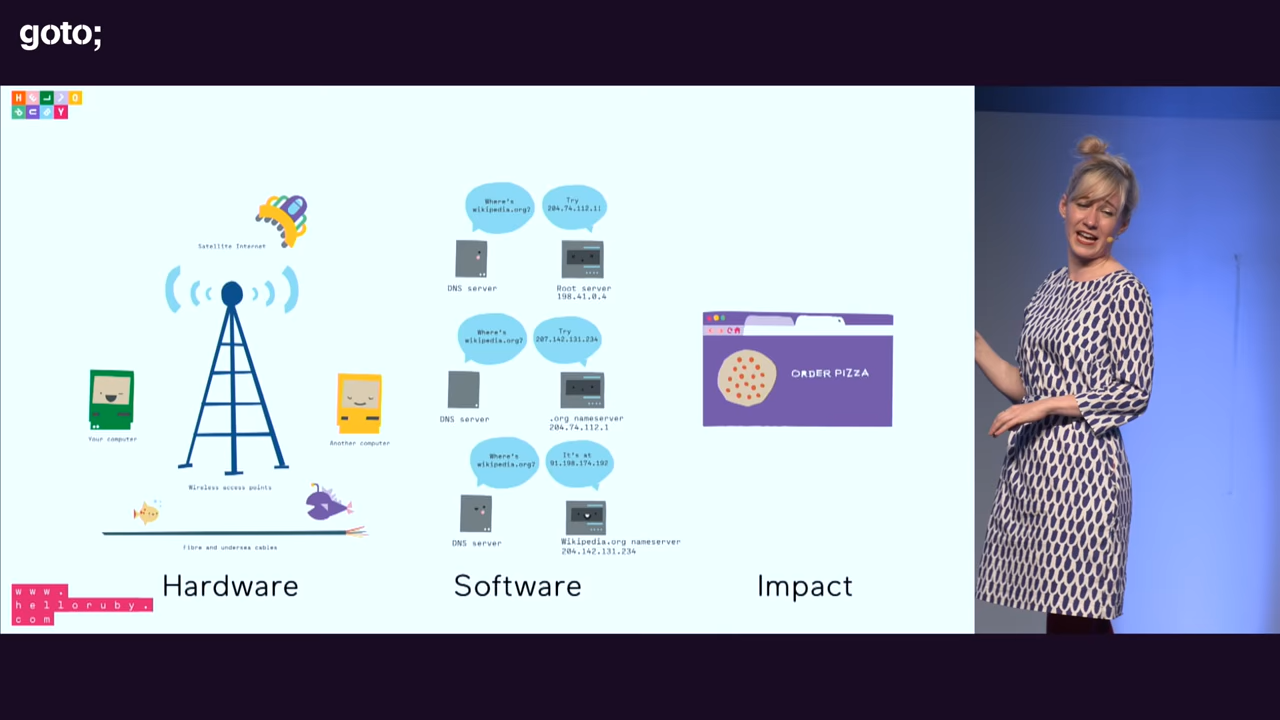 goto;
HELLO
RUBY
Satellite Internet
Your computer
Another computer
Wireless access points
Fibre and undersea cables
Hardware
Where's
wikipedia.org?
Try
204.74.112.1!
DNS server
Root server
198.41.0.4
Where's
wikipedia.org?
Try
207.142.131.234
DNS server
.org nameserver
204.74.112.1
Where's
wikipedia.org?
It's at
91.198.174.192
DNS server
Wikipedia.org nameserver
204.142.131.234
Software
ORDER PIZZA
Impact
www.
helloruby.
com